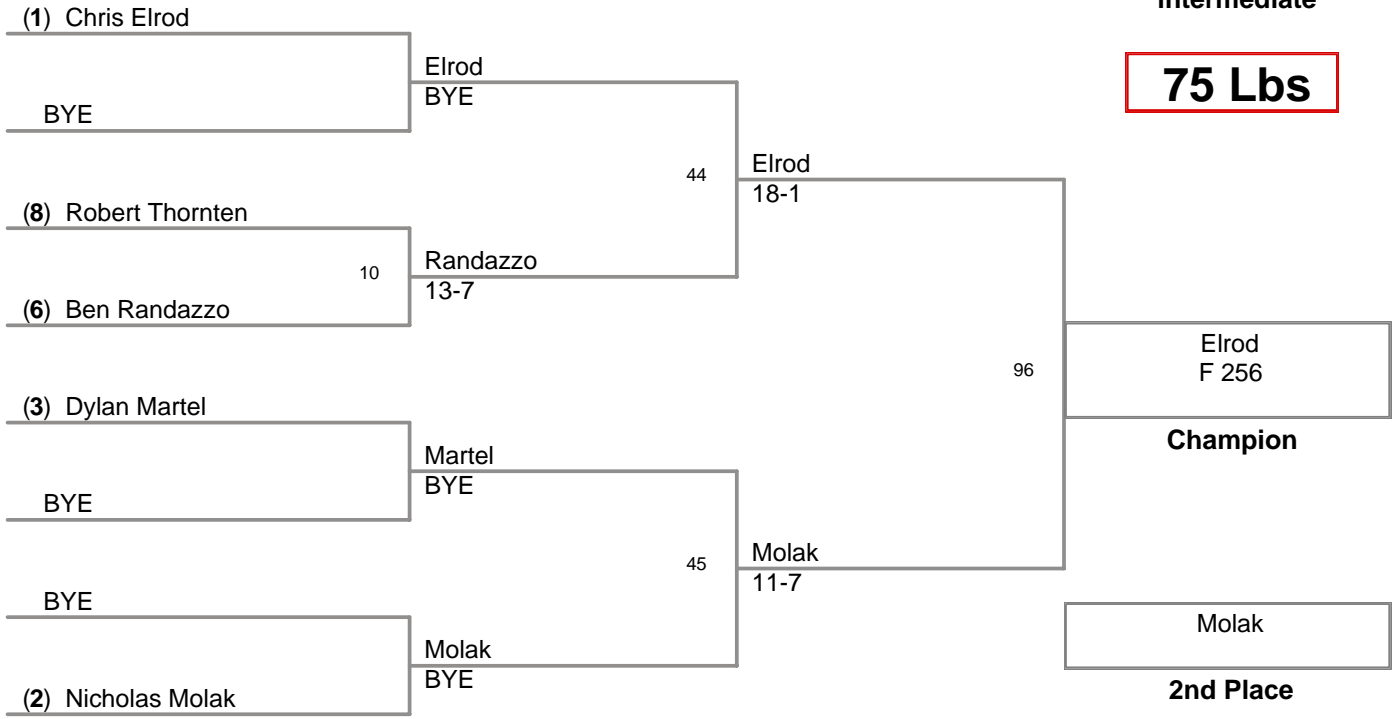 Intermediate
75 Lbs
(1) Chris Elrod
BYE
Elrod
BYE
(8) Robert Thornten
(6) Ben Randazzo
10
Randazzo
13-7
44
Elrod
18-1
(3) Dylan Martel
BYE
Martel
BYE
BYE
(2) Nicholas Molak
Molak
BYE
45
Molak
11-7
96
Elrod
F 256
Champion
Molak
2nd Place